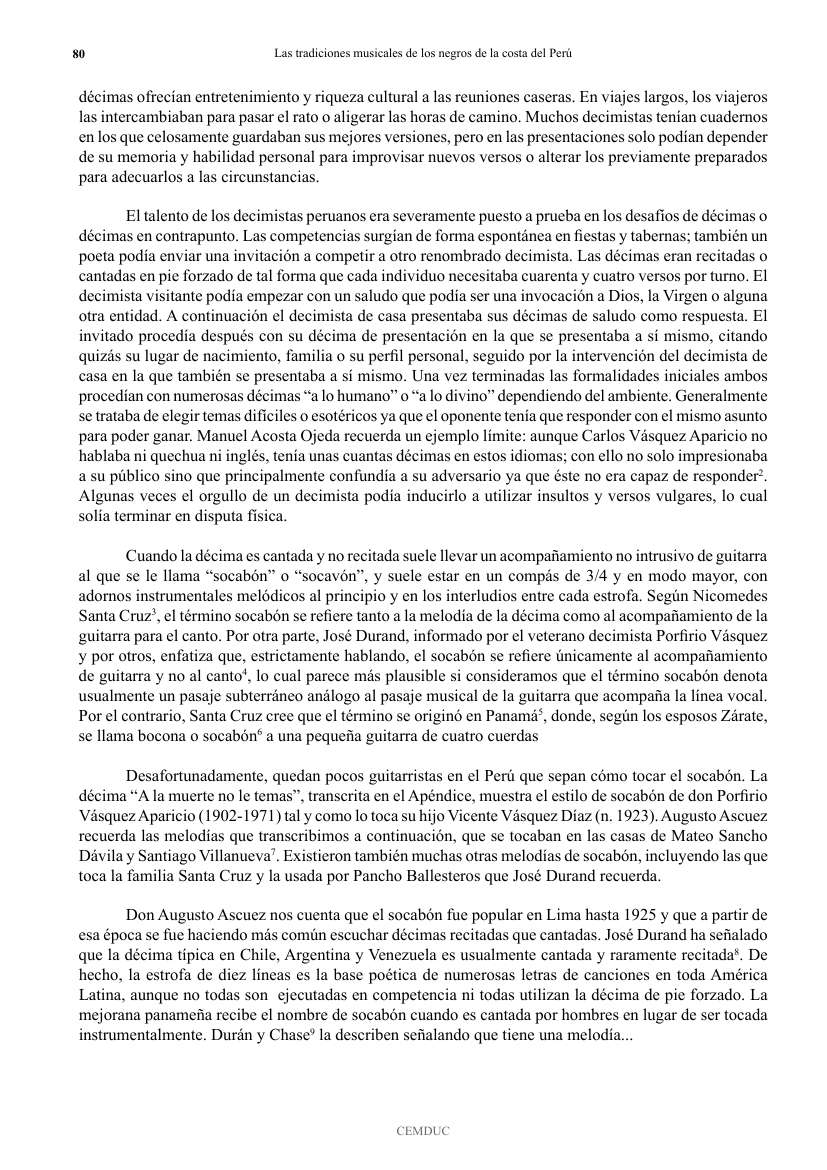 80
Las tradiciones musicales de los negros de la costa del Perú
décimas ofrecían entretenimiento y riqueza cultural a las reuniones caseras. En viajes largos, los viajeros
las intercambiaban para pasar el rato o aligerar las horas de camino. Muchos decimistas tenían cuadernos
en los que celosamente guardaban sus mejores versiones, pero en las presentaciones solo podían depender
de su memoria y habilidad personal para improvisar nuevos versos o alterar los previamente preparados
para adecuarlos a las circunstancias.
El talento de los decimistas peruanos era severamente puesto a prueba en los desafíos de décimas o
décimas en contrapunto. Las competencias surgían de forma espontánea en fiestas y tabernas; también un
poeta podía enviar una invitación a competir a otro renombrado decimista. Las décimas eran recitadas o
cantadas en pie forzado de tal forma que cada individuo necesitaba cuarenta y cuatro versos por turno. El
decimista visitante podía empezar con un saludo que podía ser una invocación a Dios, la Virgen o alguna
otra entidad. A continuación el decimista de casa presentaba sus décimas de saludo como respuesta. El
invitado procedía después con su décima de presentación en la que se presentaba a sí mismo, citando
quizás su lugar de nacimiento, familia o su perfil personal, seguido por la intervención del decimista de
casa en la que también se presentaba a sí mismo. Una vez terminadas las formalidades iniciales ambos
procedían con numerosas décimas “a lo humano” o “a lo divino” dependiendo del ambiente. Generalmente
se trataba de elegir temas difíciles o esotéricos ya que el oponente tenía que responder con el mismo asunto
para poder ganar. Manuel Acosta Ojeda recuerda un ejemplo límite: aunque Carlos Vásquez Aparicio no
hablaba ni quechua ni inglés, tenía unas cuantas décimas en estos idiomas; con ello no solo impresionaba
a su público sino que principalmente confundía a su adversario ya que éste no era capaz de responder².
Algunas veces el orgullo de un decimista podía inducirlo a utilizar insultos y versos vulgares, lo cual
solía terminar en disputa física.
Cuando la décima es cantada y no recitada suele llevar un acompañamiento no intrusivo de guitarra
al que se le llama “socabón” o “socavón”, y suele estar en un compás de 3/4 y en modo mayor, con
adornos instrumentales melódicos al principio y en los interludios entre cada estrofa. Según Nicomedes
Santa Cruz³, el término socabón se refiere tanto a la melodía de la décima como al acompañamiento de la
guitarra para el canto. Por otra parte, José Durand, informado por el veterano decimista Porfirio Vásquez
y por otros, enfatiza que, estrictamente hablando, el socabón se refiere únicamente al acompañamiento
de guitarra y no al canto⁴, lo cual parece más plausible si consideramos que el término socabón denota
usualmente un pasaje subterráneo análogo al pasaje musical de la guitarra que acompaña la línea vocal.
Por el contrario, Santa Cruz cree que el término se originó en Panamá⁵, donde, según los esposos Zárate,
se llama bocona o socabón⁶ a una pequeña guitarra de cuatro cuerdas
Desafortunadamente, quedan pocos guitarristas en el Perú que sepan cómo tocar el socabón. La
décima “A la muerte no le temas”, transcrita en el Apéndice, muestra el estilo de socabón de don Porfirio
Vásquez Aparicio (1902-1971) tal y como lo toca su hijo Vicente Vásquez Díaz (n. 1923). Augusto Ascuez
recuerda las melodías que transcribimos a continuación, que se tocaban en las casas de Mateo Sancho
Dávila y Santiago Villanueva⁷. Existieron también muchas otras melodías de socabón, incluyendo las que
toca la familia Santa Cruz y la usada por Pancho Ballesteros que José Durand recuerda.
Don Augusto Ascuez nos cuenta que el socabón fue popular en Lima hasta 1925 y que a partir de
esa época se fue haciendo más común escuchar décimas recitadas que cantadas. José Durand ha señalado
que la décima típica en Chile, Argentina y Venezuela es usualmente cantada y raramente recitada⁸. De
hecho, la estrofa de diez líneas es la base poética de numerosas letras de canciones en toda América
Latina, aunque no todas son  ejecutadas en competencia ni todas utilizan la décima de pie forzado. La
mejorana panameña recibe el nombre de socabón cuando es cantada por hombres en lugar de ser tocada
instrumentalmente. Durán y Chase⁹ la describen señalando que tiene una melodía...
CEMDUC